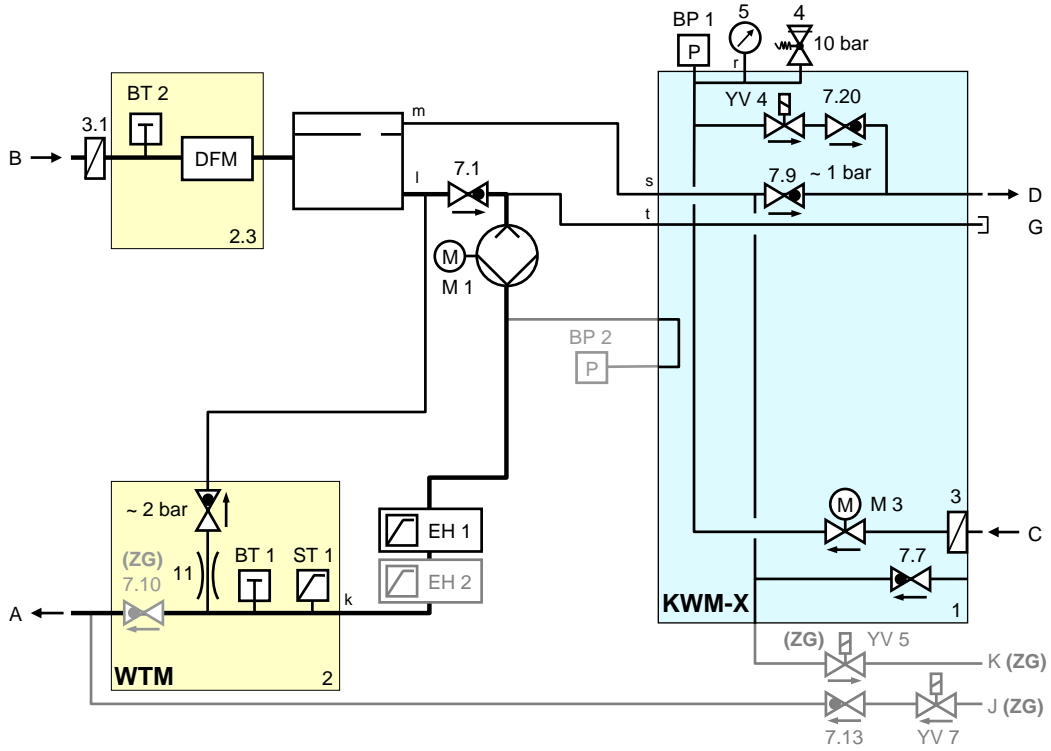 BP 1
5
4
P
10 bar
r
BT 2
YV 4
7.20
m
3.1
B
DFM
7.1
l
s
7.9
~ 1 bar
D
t
G
2.3
M
M 1
BP 2
P
~ 2 bar
EH 1
M
M 3
3
C
(ZG)
BT 1
ST 1
7.10
11
EH 2
7.7
k
A
KWM-X
1
WTM
2
(ZG)
YV 5
K (ZG)
J (ZG)
7.13
YV 7